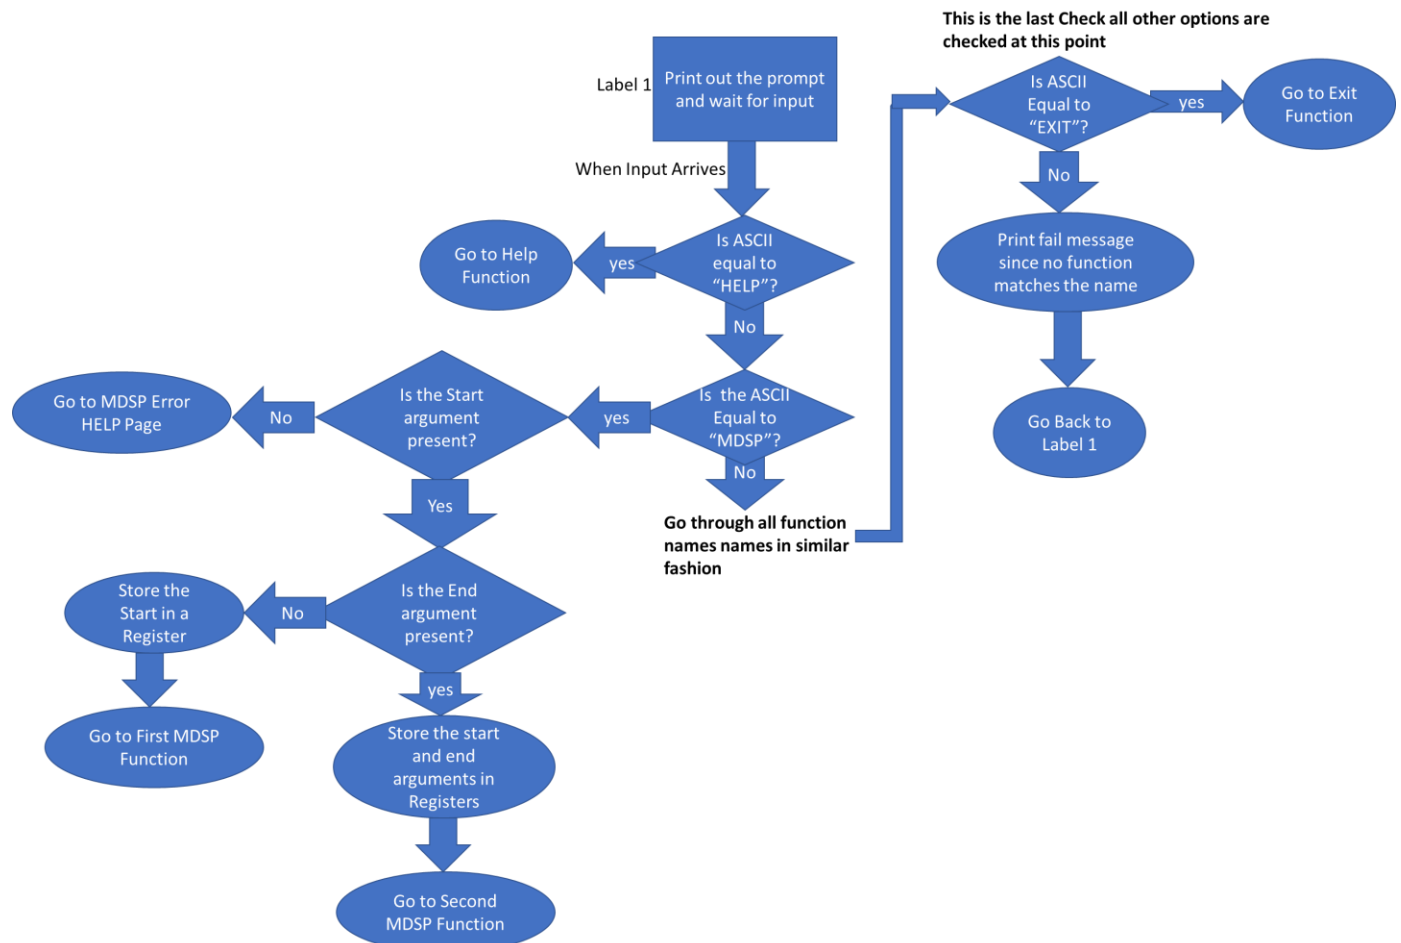 This is the last Check all other options are
checked at this point
Label 1
Print out the prompt
and wait for input
Is ASCII
Equal to
“EXIT”?
yes
Go to Exit
Function
When Input Arrives
No
Go to Help
Function
yes
Is ASCII
equal to
“HELP”?
Print fail message
since no function
matches the name
No
Go to MDSP Error
HELP Page
No
Is the Start
argument
present?
yes
Is  the ASCII
Equal to
“MDSP”?
Go Back to
Label 1
No
Yes
Go through all function
names names in similar
fashion
Store the
Start in a
Register
No
Is the End
argument
present?
yes
Go to First MDSP
Function
Store the start
and end
arguments in
Registers
Go to Second
MDSP Function